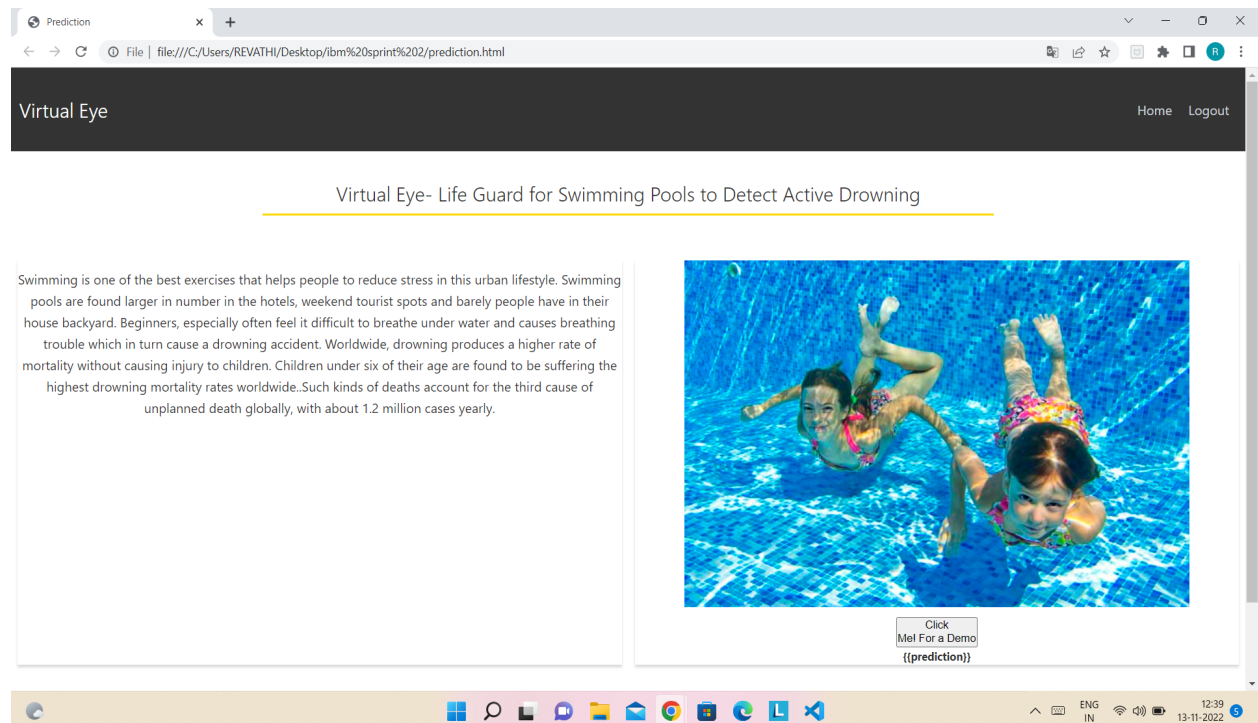 Prediction
File | file:///C:/Users/REVATHI/Desktop/ibm%20sprint%202/prediction.html
R
Virtual Eye
Home Logout
Virtual Eye- Life Guard for Swimming Pools to Detect Active Drowning
Swimming is one of the best exercises that helps people to reduce stress in this urban lifestyle. Swimming
pools are found larger in number in the hotels, weekend tourist spots and barely people have in their
house backyard. Beginners, especially often feel it difficult to breathe under water and causes breathing
trouble which in turn cause a drowning accident. Worldwide, drowning produces a higher rate of
mortality without causing injury to children. Children under six of their age are found to be suffering the
highest drowning mortality rates worldwide..Such kinds of deaths account for the third cause of
unplanned death globally, with about 1.2 million cases yearly.
Click
Me! For a Demo
{{prediction}}
L
ENG
IN
12:39
13-11-2022
5